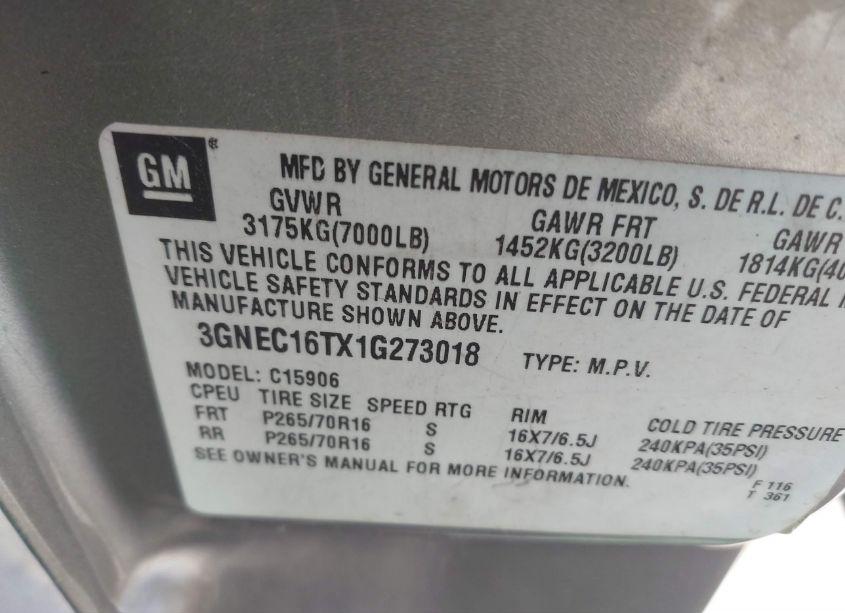 GM
MFD BY GENERAL MOTORS DE MEXICO, S. DE R.L. DE C.
GVWR GAWR FRT GAWR
3175KG(7000LB) 1452KG(3200LB) 1814KG(40
THIS VEHICLE CONFORMS TO ALL APPLICABLE U.S. FEDERAL
VEHICLE SAFETY STANDARDS IN EFFECT ON THE DATE OF
MANUFACTURE SHOWN ABOVE.
3GNEC16TX1G273018 TYPE: M.P.V.
MODEL: C15906
CPEU TIRE SIZE SPEED RTG RIM COLD TIRE PRESSURE
FRT P265/70R16 S 16X7/6.5J 240KPA(35PSI)
RR P265/70R16 S 16X7/6.5J 240KPA(35PSI)
SEE OWNER'S MANUAL FOR MORE INFORMATION.
F 116
T 361